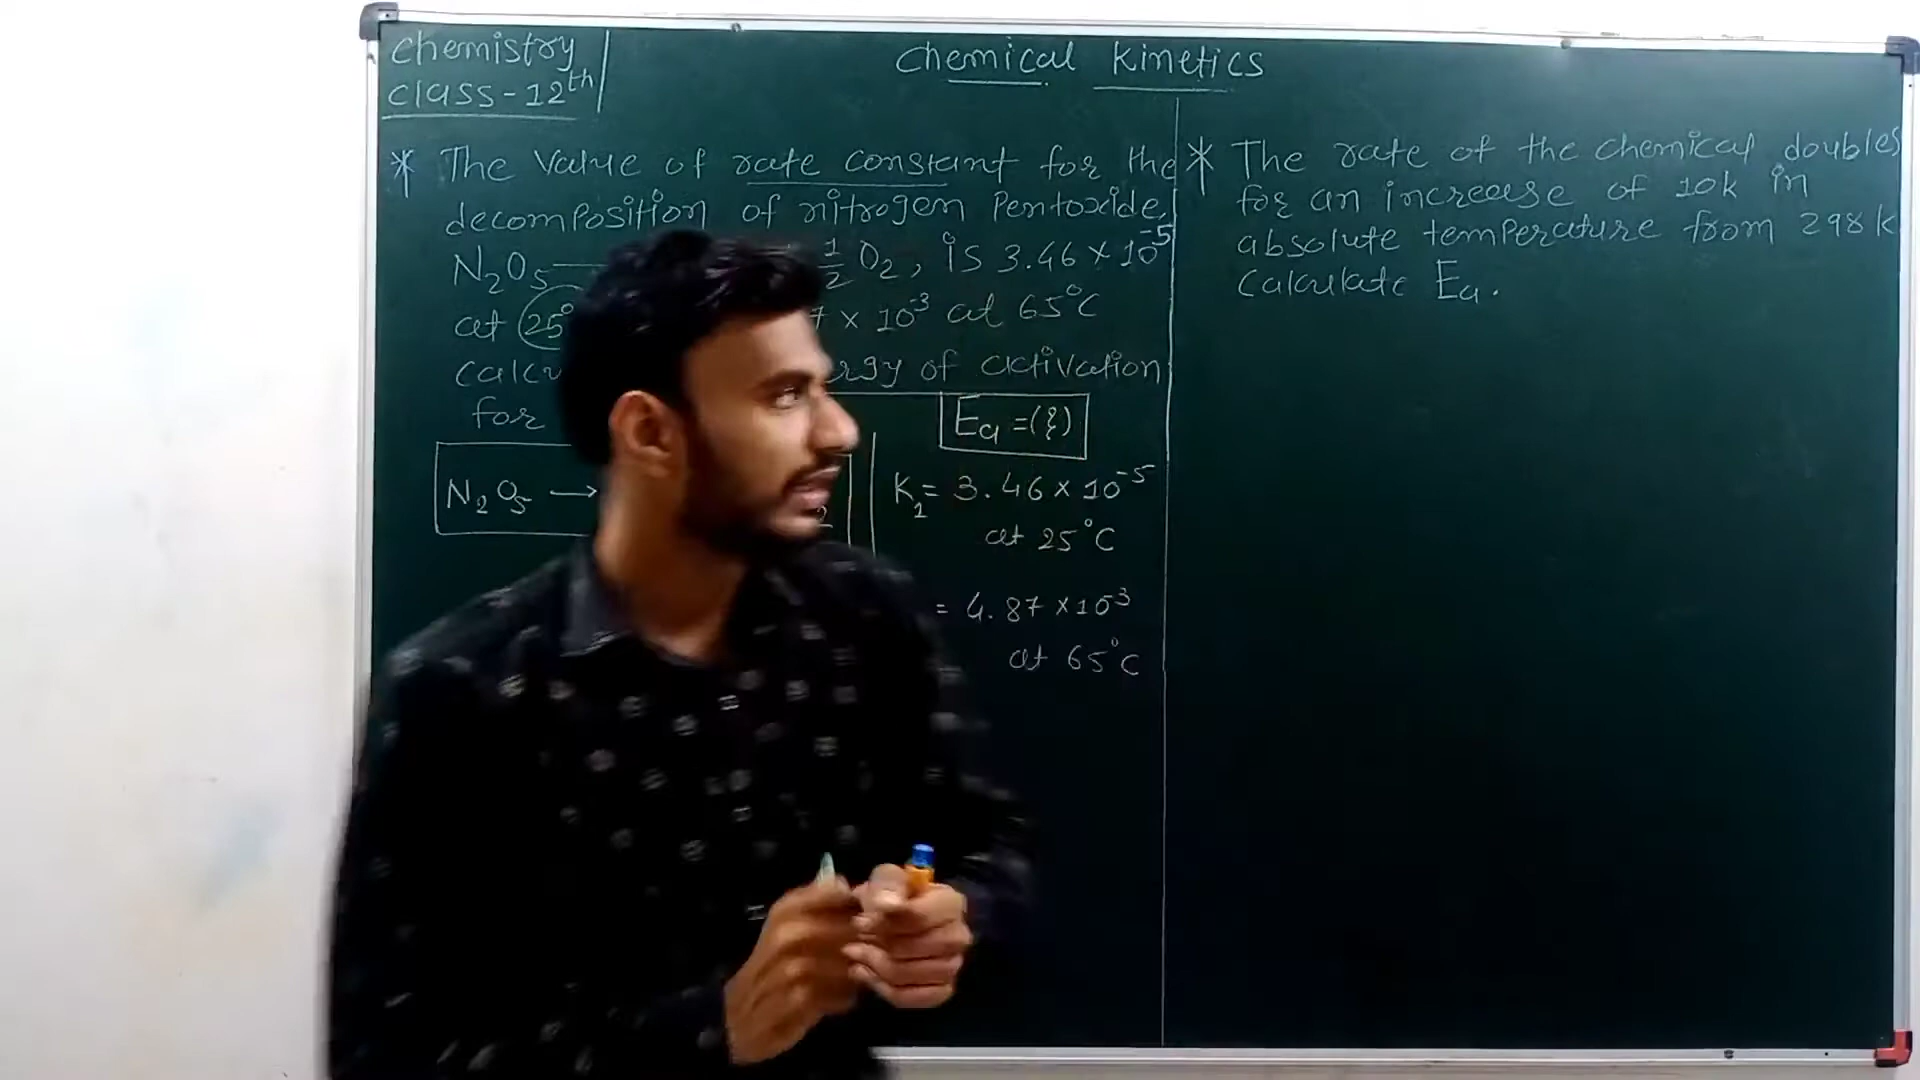 Chemistry
Class-12th
Chemical Kinetics
* The value of rate constant for the
decomposition of nitrogen Pentoxide,
N2O5 → 1/2 O2, is 3.46 × 10^-5
at 25° × 10^-3 at 65°C
of activation
for
Ea = ({)
N2O5 →
K1 = 3.46 × 10^-5
at 25°C
= 4.87 × 10^-3
at 65°C
* The rate of the chemical doubles
for an increase of 10k in
absolute temperature from 298k
Calculate Ea.